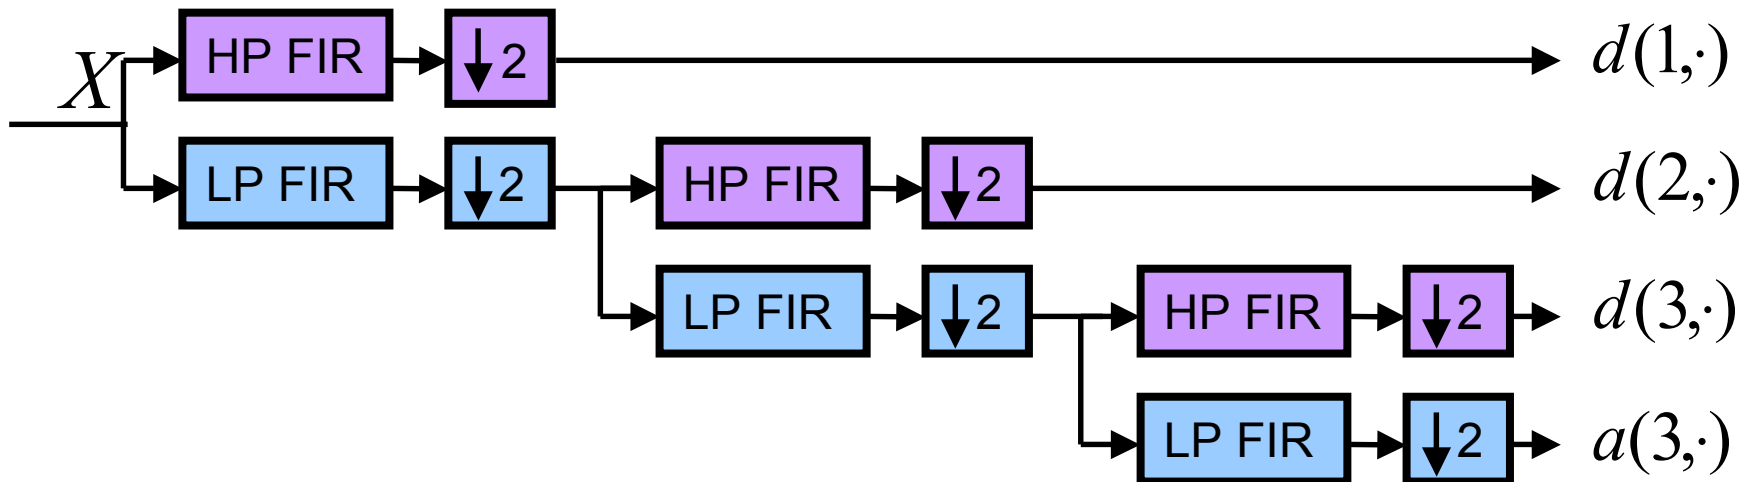 X HP FIR ↓2 d(1,·)
LP FIR ↓2 HP FIR ↓2 d(2,·)
LP FIR ↓2 HP FIR ↓2 d(3,·)
LP FIR ↓2 a(3,·)